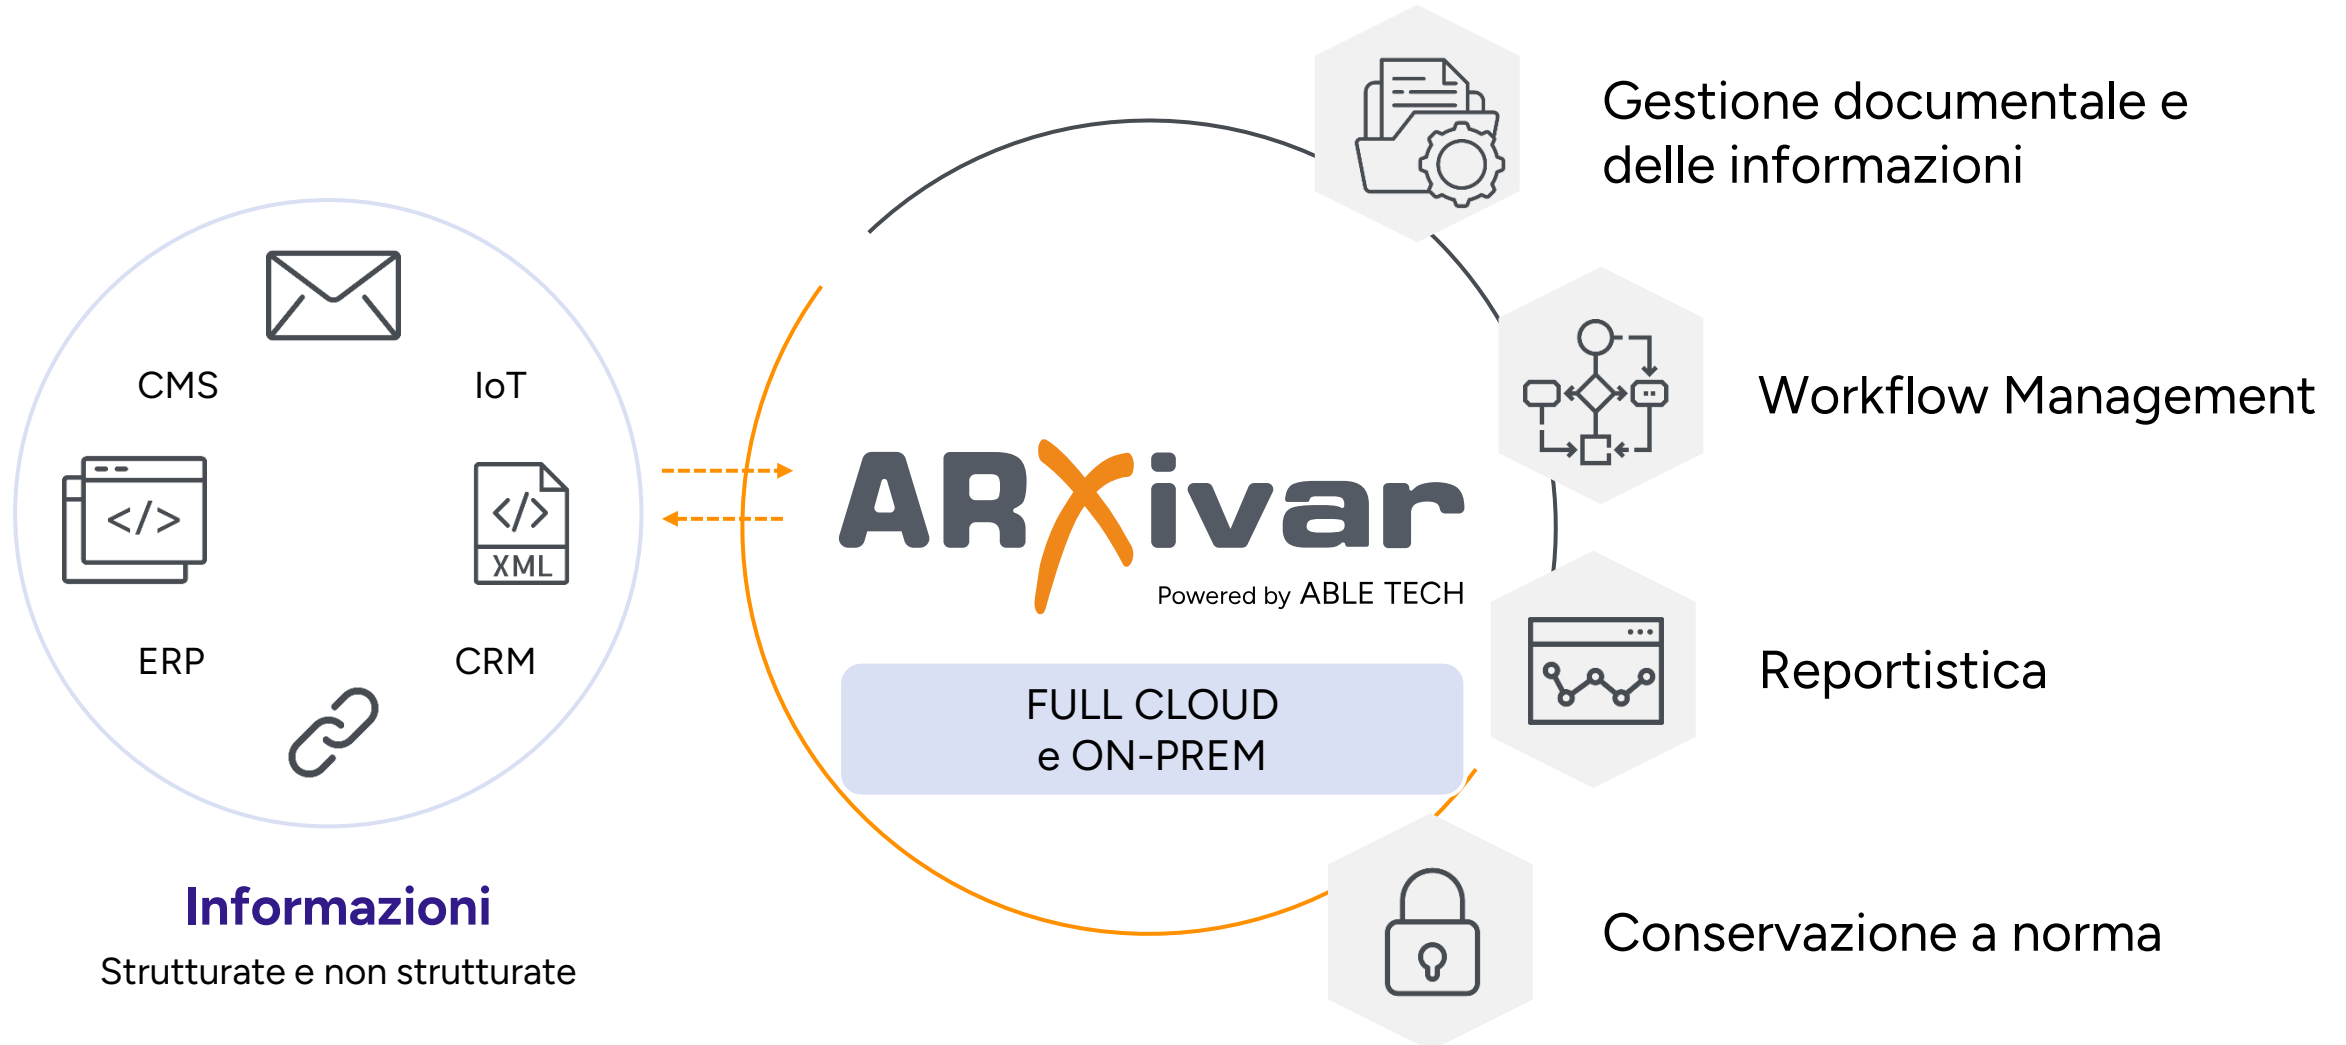 CMS
IoT
</>
</>
XML
ERP
CRM
Informazioni
Strutturate e non strutturate
ARXivar
Powered by ABLE TECH
FULL CLOUD
e ON-PREM
Gestione documentale e
delle informazioni
Workflow Management
Reportistica
Conservazione a norma